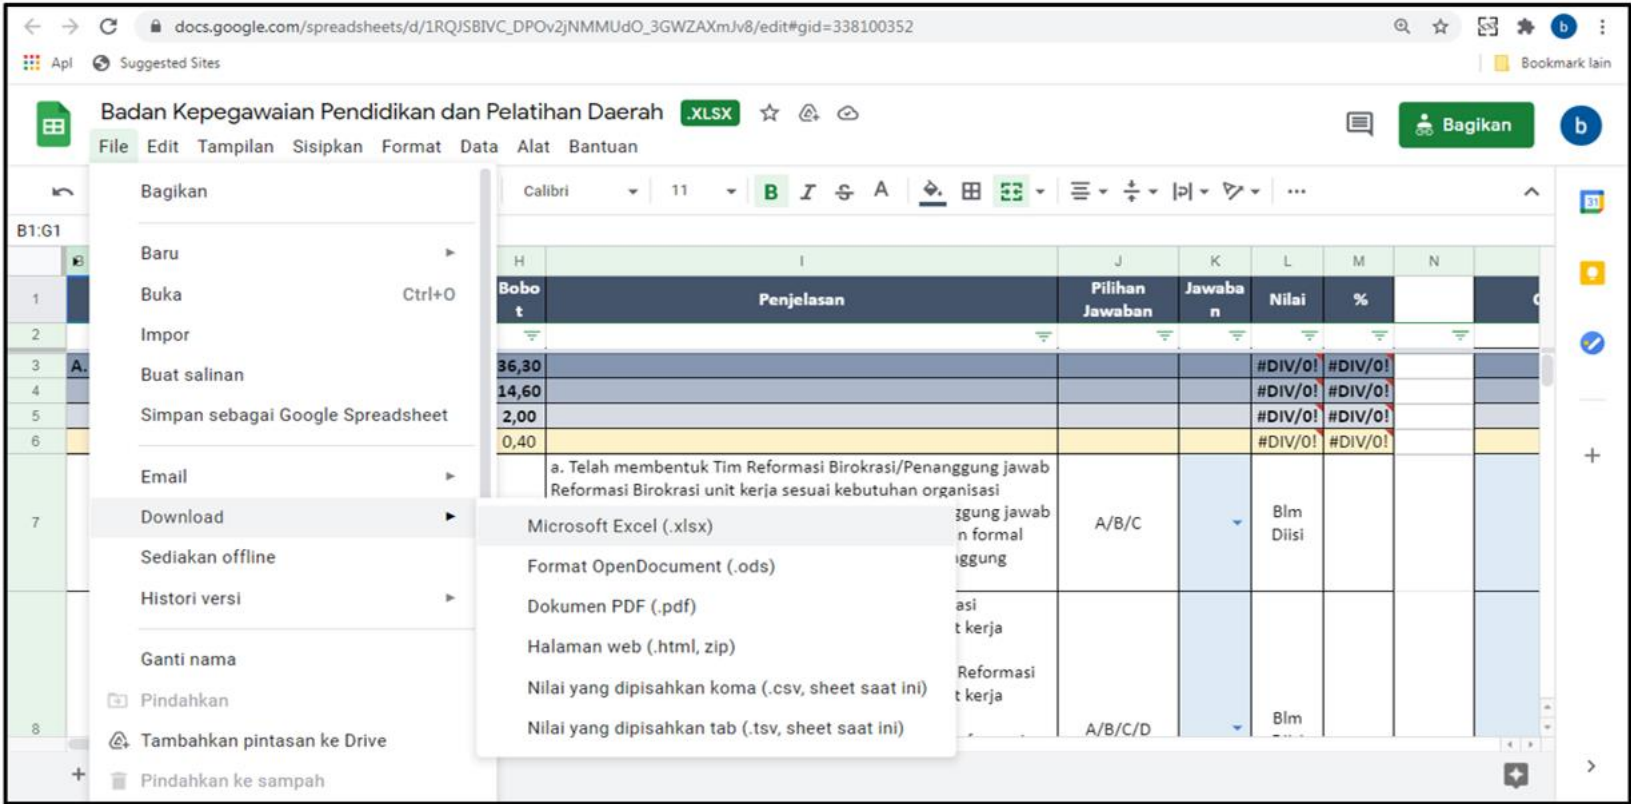 docs.google.com/spreadsheets/d/1RQJSBIVC_DPOv2jNMMUdO_3GWZAXmJv8/edit#gid=338100352
b
Apl
Suggested Sites
Bookmark lain
Badan Kepegawaian Pendidikan dan Pelatihan Daerah
.XLSX
Bagikan
b
File Edit Tampilan Sisipkan Format Data Alat Bantuan
Calibri
11
B I S A
31
B1:G1
Bagikan
Baru
Buka Ctrl+O
Impor
Buat salinan
Simpan sebagai Google Spreadsheet
Email
Download
Sediakan offline
Histori versi
Ganti nama
Pindahkan
Tambahkan pintasan ke Drive
Pindahkan ke sampah
Microsoft Excel (.xlsx)
Format OpenDocument (.ods)
Dokumen PDF (.pdf)
Halaman web (.html, zip)
Nilai yang dipisahkan koma (.csv, sheet saat ini)
Nilai yang dipisahkan tab (.tsv, sheet saat ini)
B H I J K L M N
1
Bobo
t
Penjelasan
Pilihan
Jawaban
Jawaba
n
Nilai
%
2
3 A. 36,30 #DIV/0! #DIV/0!
4 14,60 #DIV/0! #DIV/0!
5 2,00 #DIV/0! #DIV/0!
6 0,40 #DIV/0! #DIV/0!
7
a. Telah membentuk Tim Reformasi Birokrasi/Penanggung jawab
Reformasi Birokrasi unit kerja sesuai kebutuhan organisasi
ggung jawab
n formal
ggung
A/B/C
Blm
Diisi
8
asi
t kerja
Reformasi
t kerja
A/B/C/D
Blm